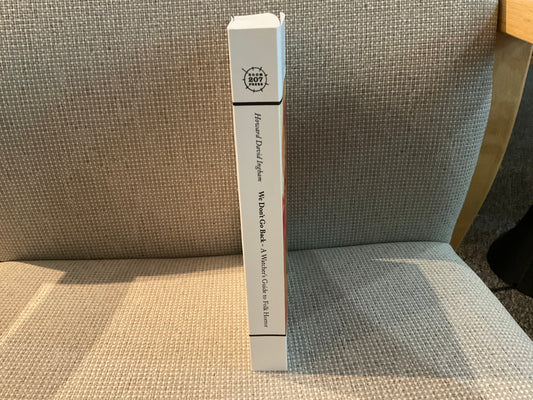 ROOM
207
PRESS
Howard David Ingham
We Don't Go Back - A Watcher's Guide to Folk Horror